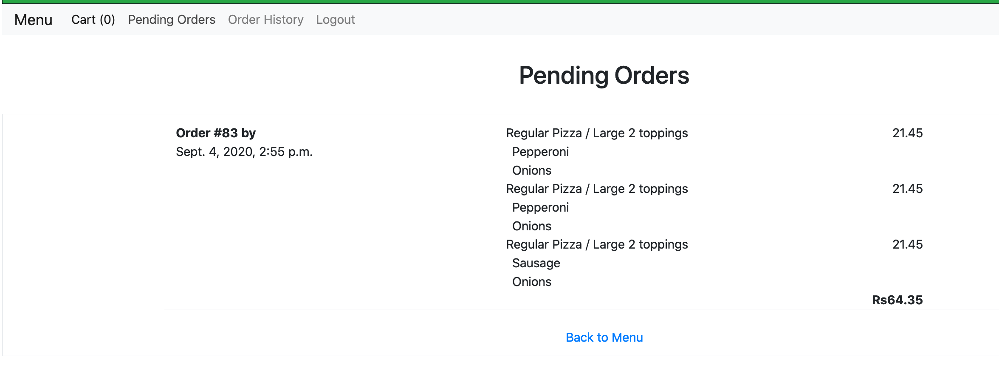 Menu Cart (0) Pending Orders Order History Logout
Pending Orders
Order #83 by Regular Pizza / Large 2 toppings 21.45
Sept. 4, 2020, 2:55 p.m. Pepperoni
Onions
Regular Pizza / Large 2 toppings 21.45
Pepperoni
Onions
Regular Pizza / Large 2 toppings 21.45
Sausage
Onions
Rs64.35
Back to Menu